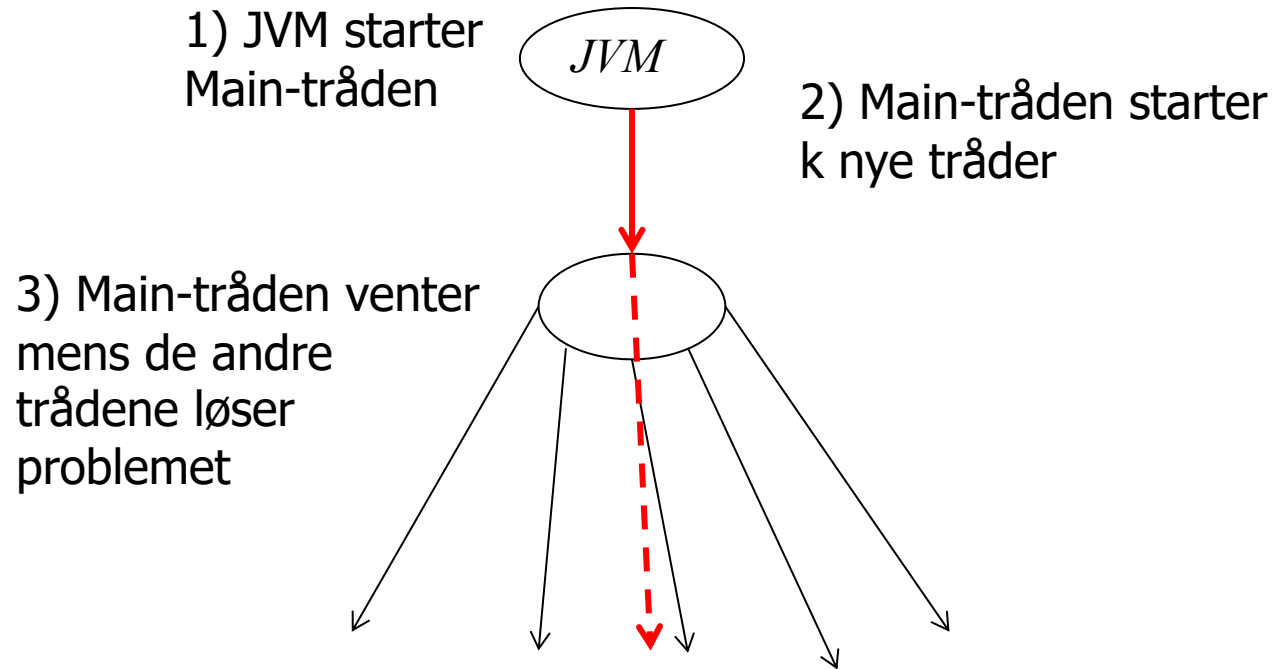 1) JVM starter
Main-tråden
JVM
2) Main-tråden starter
k nye tråder
3) Main-tråden venter
mens de andre
trådene løser
problemet